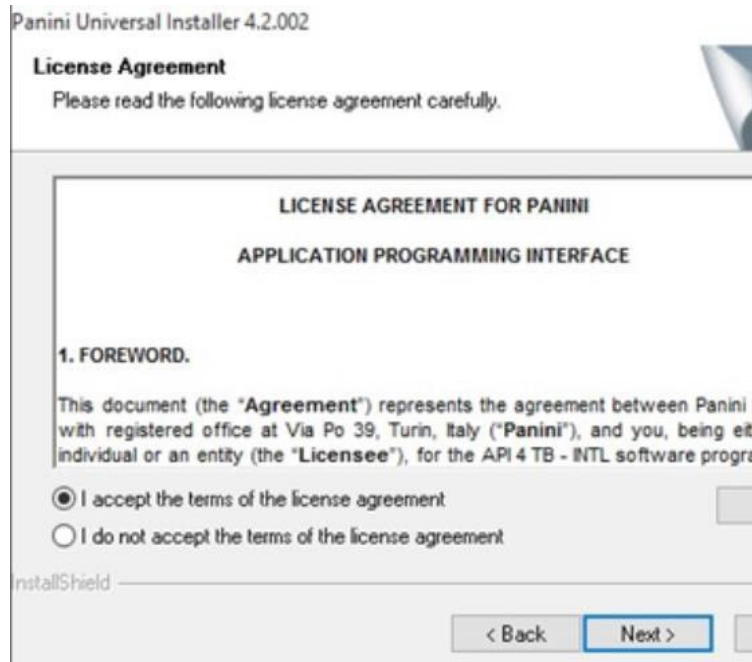 Panini Universal Installer 4.2.002
License Agreement
Please read the following license agreement carefully.
LICENSE AGREEMENT FOR PANINI
APPLICATION PROGRAMMING INTERFACE
1. FOREWORD.
This document (the "Agreement") represents the agreement between Panini
with registered office at Via Po 39, Turin, Italy ("Panini"), and you, being eit
individual or an entity (the "Licensee"), for the API 4 TB - INTL software progra
I accept the terms of the license agreement
I do not accept the terms of the license agreement
InstallShield
< Back
Next >